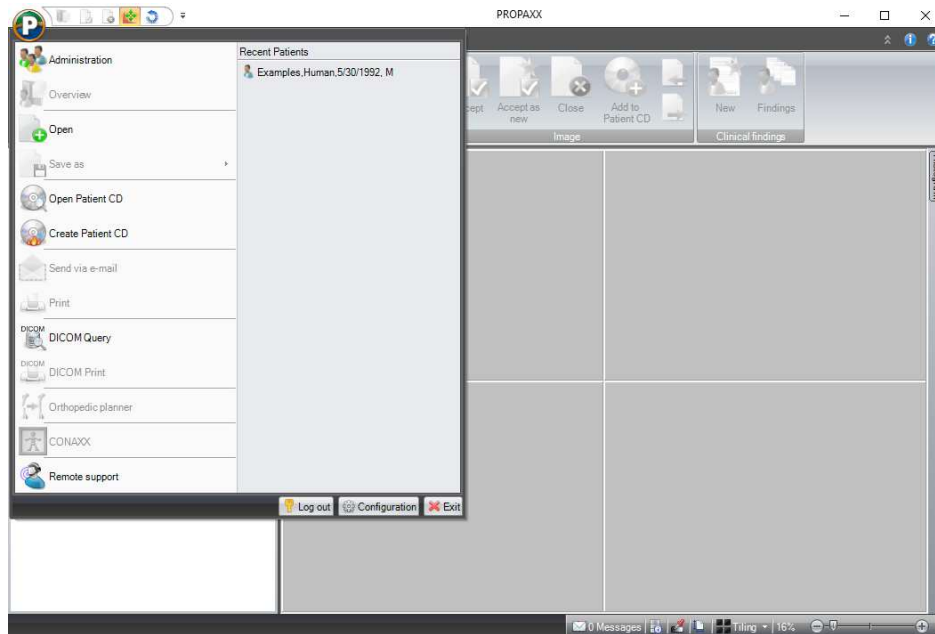 PROPAXX
P
Administration
Overview
Open
Save as
Open Patient CD
Create Patient CD
Send via e-mail
Print
DICOM
DICOM Query
DICOM
DICOM Print
Orthopedic planner
CONAXX
Remote support
Recent Patients
Examples,Human,5/30/1992, M
Log out
Configuration
Exit
Accept as
new
Close
Add to
Patient CD
Image
New
Findings
Clinical findings
0 Messages
Tiling
16%